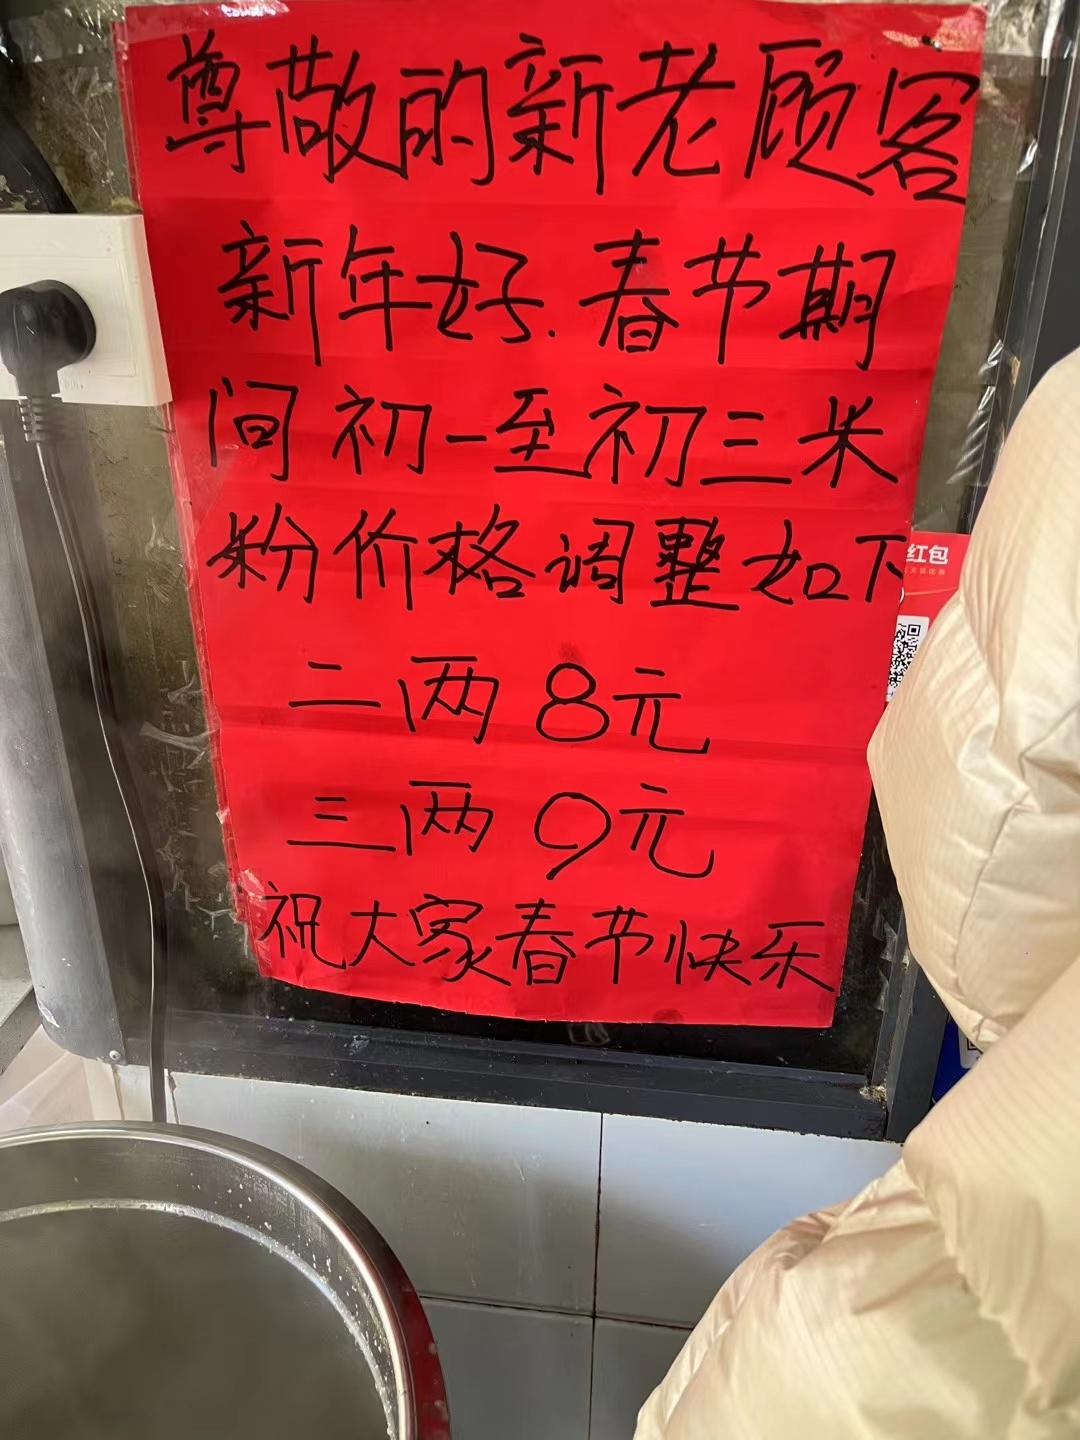 尊敬的新老顾客
新年好.春节期
间初一至初三米
粉价格调整如下
二两8元
三两9元
祝大家春节快乐
红包